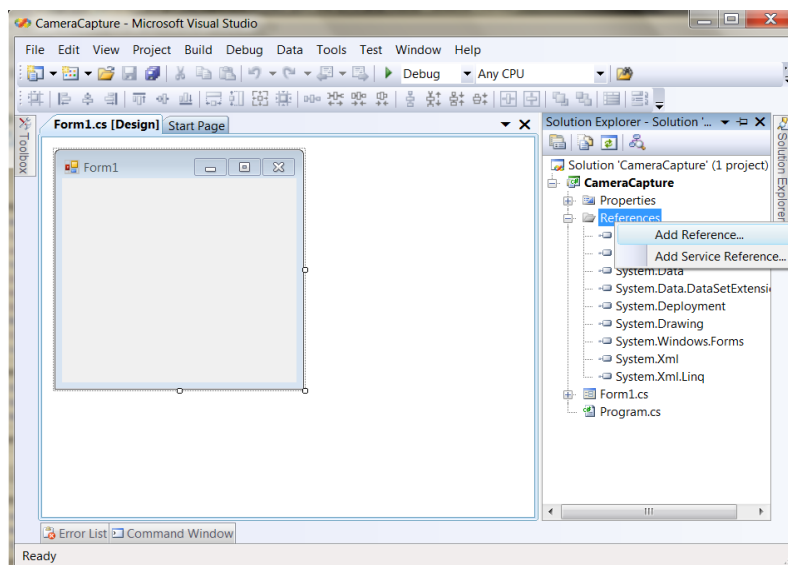 CameraCapture - Microsoft Visual Studio
File Edit View Project Build Debug Data Tools Test Window Help
Debug Any CPU
Toolbox
Form1.cs [Design] Start Page
Form1
Solution Explorer - Solution '...
Solution 'CameraCapture' (1 project)
CameraCapture
Properties
References
Add Reference...
Add Service Reference...
System.Data
System.Data.DataSetExtensi
System.Deployment
System.Drawing
System.Windows.Forms
System.Xml
System.Xml.Linq
Form1.cs
Program.cs
Solution Explorer
Error List Command Window
Ready